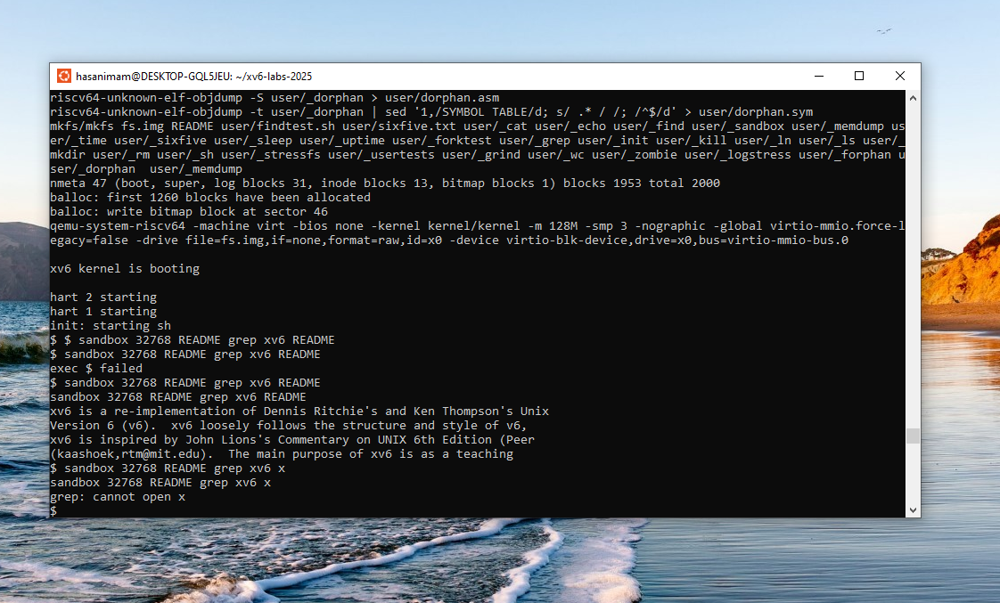 hasanimam@DESKTOP-GQL5JEU: ~/xv6-labs-2025
riscv64-unknown-elf-objdump -S user/_dorphan > user/dorphan.asm
riscv64-unknown-elf-objdump -t user/_dorphan | sed '1,/SYMBOL TABLE/d; s/ .* / /; /^$/d' > user/dorphan.sym
mkfs/mkfs fs.img README user/findtest.sh user/sixfive.txt user/_cat user/_echo user/_find user/_sandbox user/_memdump us
er/_time user/_sixfive user/_sleep user/_uptime user/_forktest user/_grep user/_init user/_kill user/_ln user/_ls user/_
mkdir user/_rm user/_sh user/_stressfs user/_usertests user/_grind user/_wc user/_zombie user/_logstress user/_forphan u
ser/_dorphan  user/_memdump
nmeta 47 (boot, super, log blocks 31, inode blocks 13, bitmap blocks 1) blocks 1953 total 2000
balloc: first 1260 blocks have been allocated
balloc: write bitmap block at sector 46
qemu-system-riscv64 -machine virt -bios none -kernel kernel/kernel -m 128M -smp 3 -nographic -global virtio-mmio.force-l
egacy=false -drive file=fs.img,if=none,format=raw,id=x0 -device virtio-blk-device,drive=x0,bus=virtio-mmio-bus.0
xv6 kernel is booting
hart 2 starting
hart 1 starting
init: starting sh
$ $ sandbox 32768 README grep xv6 README
$ sandbox 32768 README grep xv6 README
exec $ failed
$ sandbox 32768 README grep xv6 README
sandbox 32768 README grep xv6 README
xv6 is a re-implementation of Dennis Ritchie's and Ken Thompson's Unix
Version 6 (v6).  xv6 loosely follows the structure and style of v6,
xv6 is inspired by John Lions's Commentary on UNIX 6th Edition (Peer
(kaashoek,rtm@mit.edu).  The main purpose of xv6 is as a teaching
$ sandbox 32768 README grep xv6 x
sandbox 32768 README grep xv6 x
grep: cannot open x
$